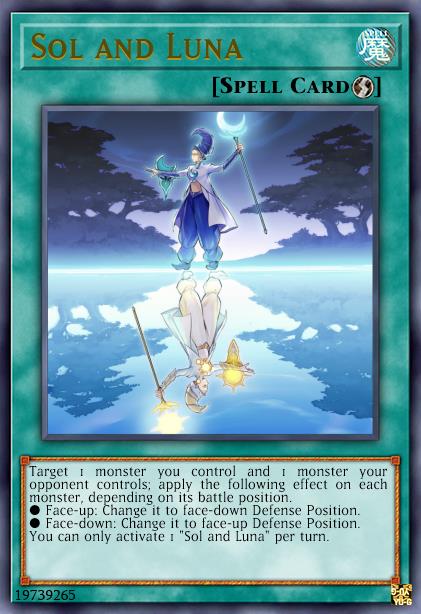 Sol and Luna
SPELL
魔
[Spell Card]
Target 1 monster you control and 1 monster your
opponent controls; apply the following effect on each
monster, depending on its battle position.
● Face-up: Change it to face-down Defense Position.
● Face-down: Change it to face-up Defense Position.
You can only activate 1 "Sol and Luna" per turn.
19739265